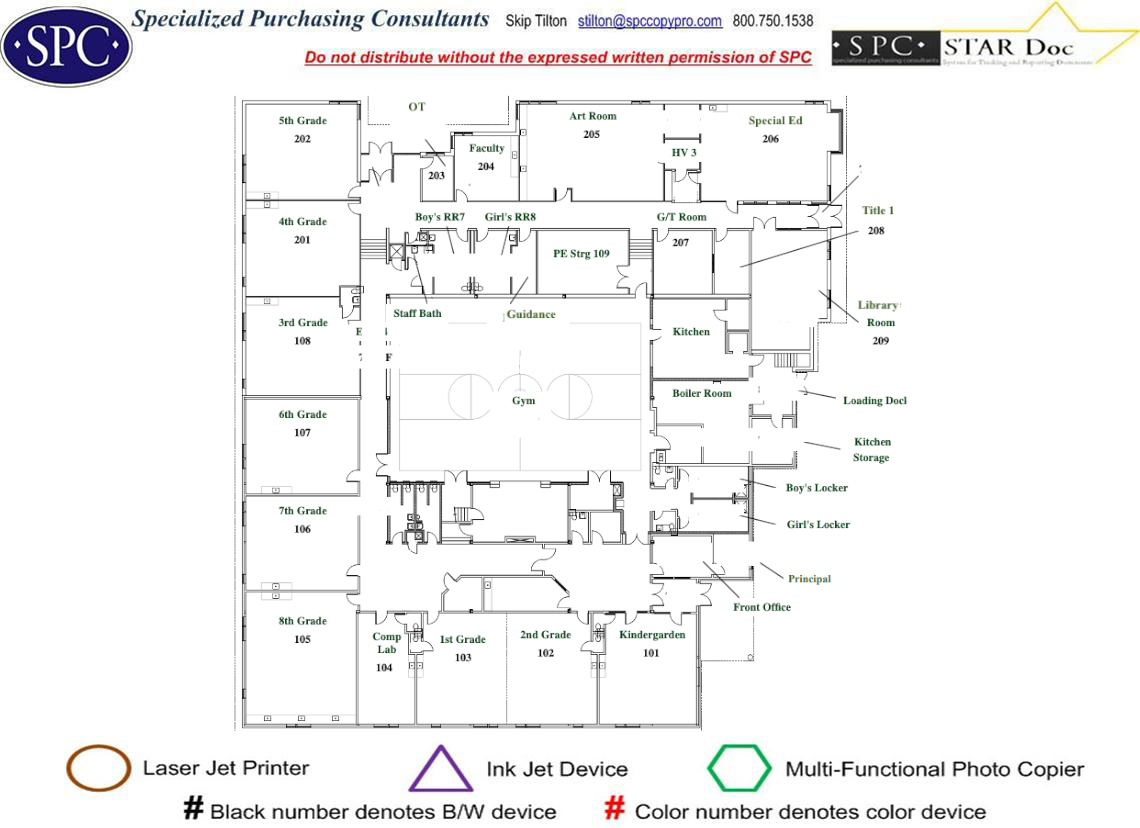 Specialized Purchasing Consultants Skip Tilton stilton@spccopypro.com 800.750.1538
·SPC·
Do not distribute without the expressed written permission of SPC
·SPC· STAR Doc
specialized purchasing consultants System for Tracking and Reporting Documents
OT
5th Grade
202
Faculty
204
203
Art Room
205
HV 3
Special Ed
206
4th Grade
201
Boy's RR7
Girl's RR8
G/T Room
207
Title 1
208
PE Strg 109
Staff Bath
Guidance
3rd Grade
108
Kitchen
Library
Room
209
Boiler Room
Gym
Loading Docl
6th Grade
107
Kitchen
Storage
Boy's Locker
7th Grade
106
Girl's Locker
Principal
Front Office
8th Grade
105
Comp
Lab
104
1st Grade
103
2nd Grade
102
Kindergarden
101
Laser Jet Printer
Ink Jet Device
Multi-Functional Photo Copier
# Black number denotes B/W device
# Color number denotes color device